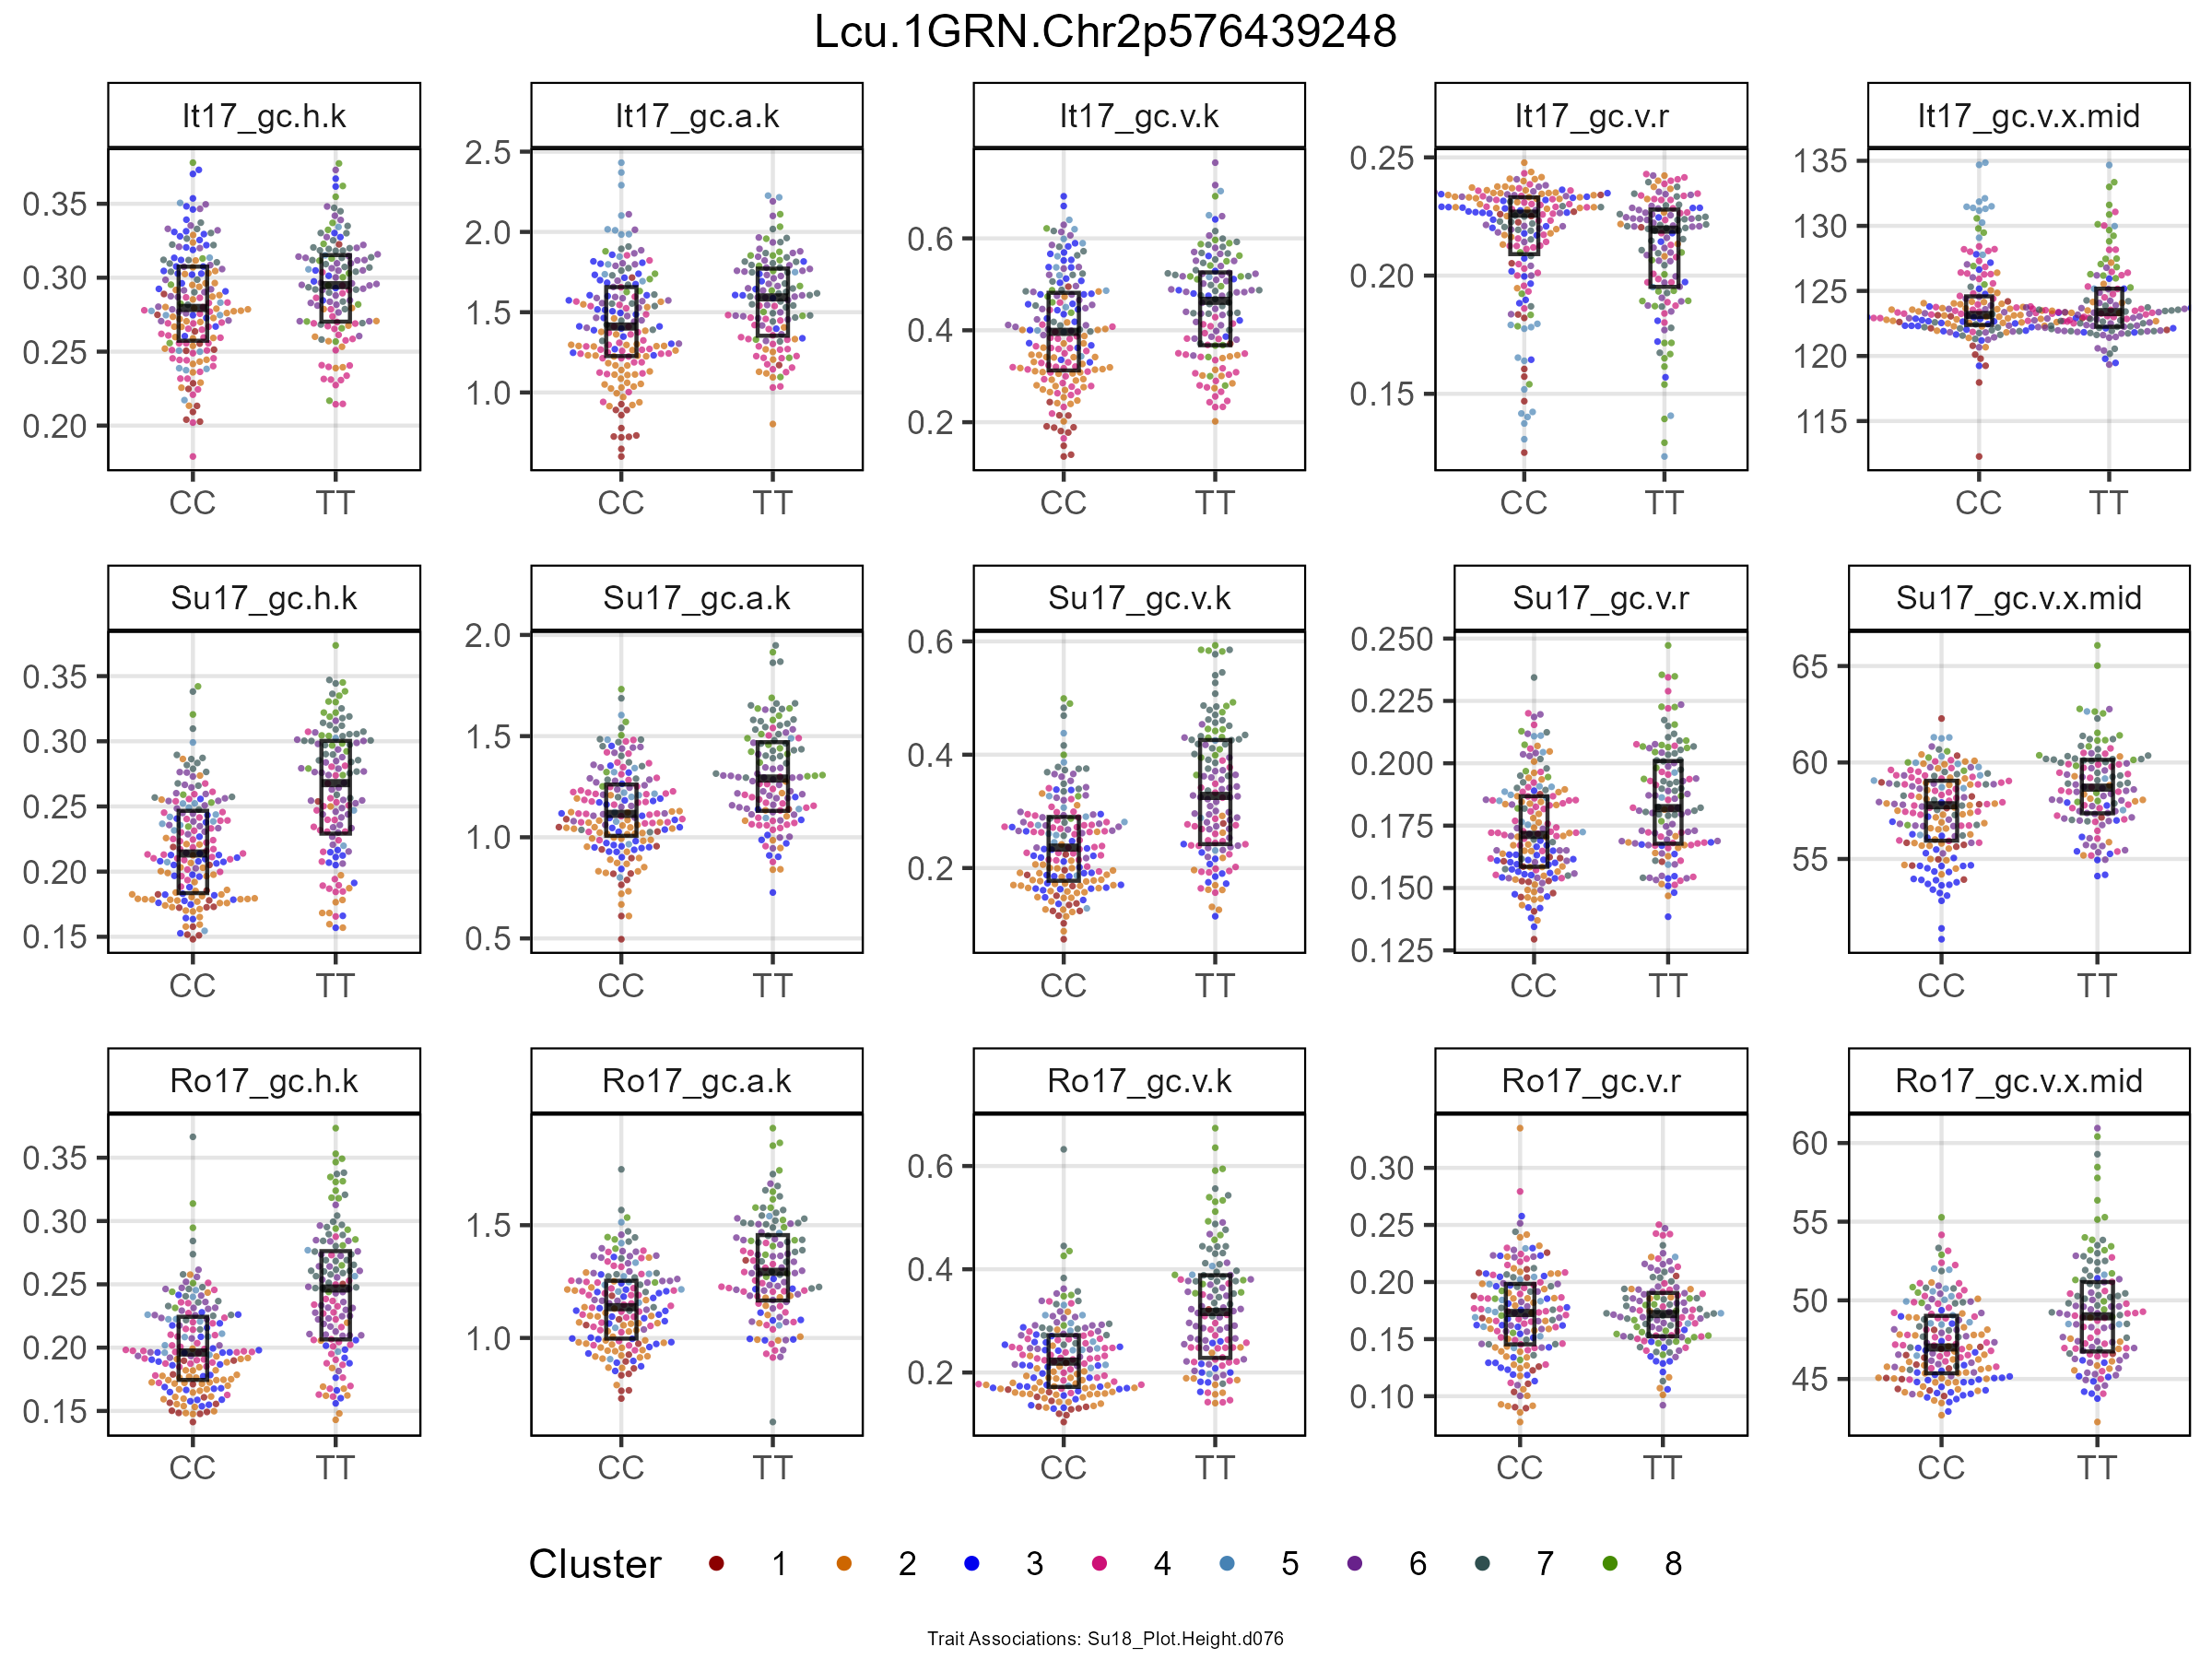 Lcu.1GRN.Chr2p576439248
It17_gc.h.k It17_gc.a.k It17_gc.v.k It17_gc.v.r It17_gc.v.x.mid
0.35 0.30 0.25 0.20
2.5 2.0 1.5 1.0
0.6 0.4 0.2
0.25 0.20 0.15
135 130 125 120 115
CC TT CC TT CC TT CC TT CC TT
Su17_gc.h.k Su17_gc.a.k Su17_gc.v.k Su17_gc.v.r Su17_gc.v.x.mid
0.35 0.30 0.25 0.20 0.15
2.0 1.5 1.0 0.5
0.6 0.4 0.2
0.250 0.225 0.200 0.175 0.150 0.125
65 60 55
CC TT CC TT CC TT CC TT CC TT
Ro17_gc.h.k Ro17_gc.a.k Ro17_gc.v.k Ro17_gc.v.r Ro17_gc.v.x.mid
0.35 0.30 0.25 0.20 0.15
1.5 1.0
0.6 0.4 0.2
0.30 0.25 0.20 0.15 0.10
60 55 50 45
CC TT CC TT CC TT CC TT CC TT
Cluster 1 2 3 4 5 6 7 8
Trait Associations: Su18_Plot.Height.d076